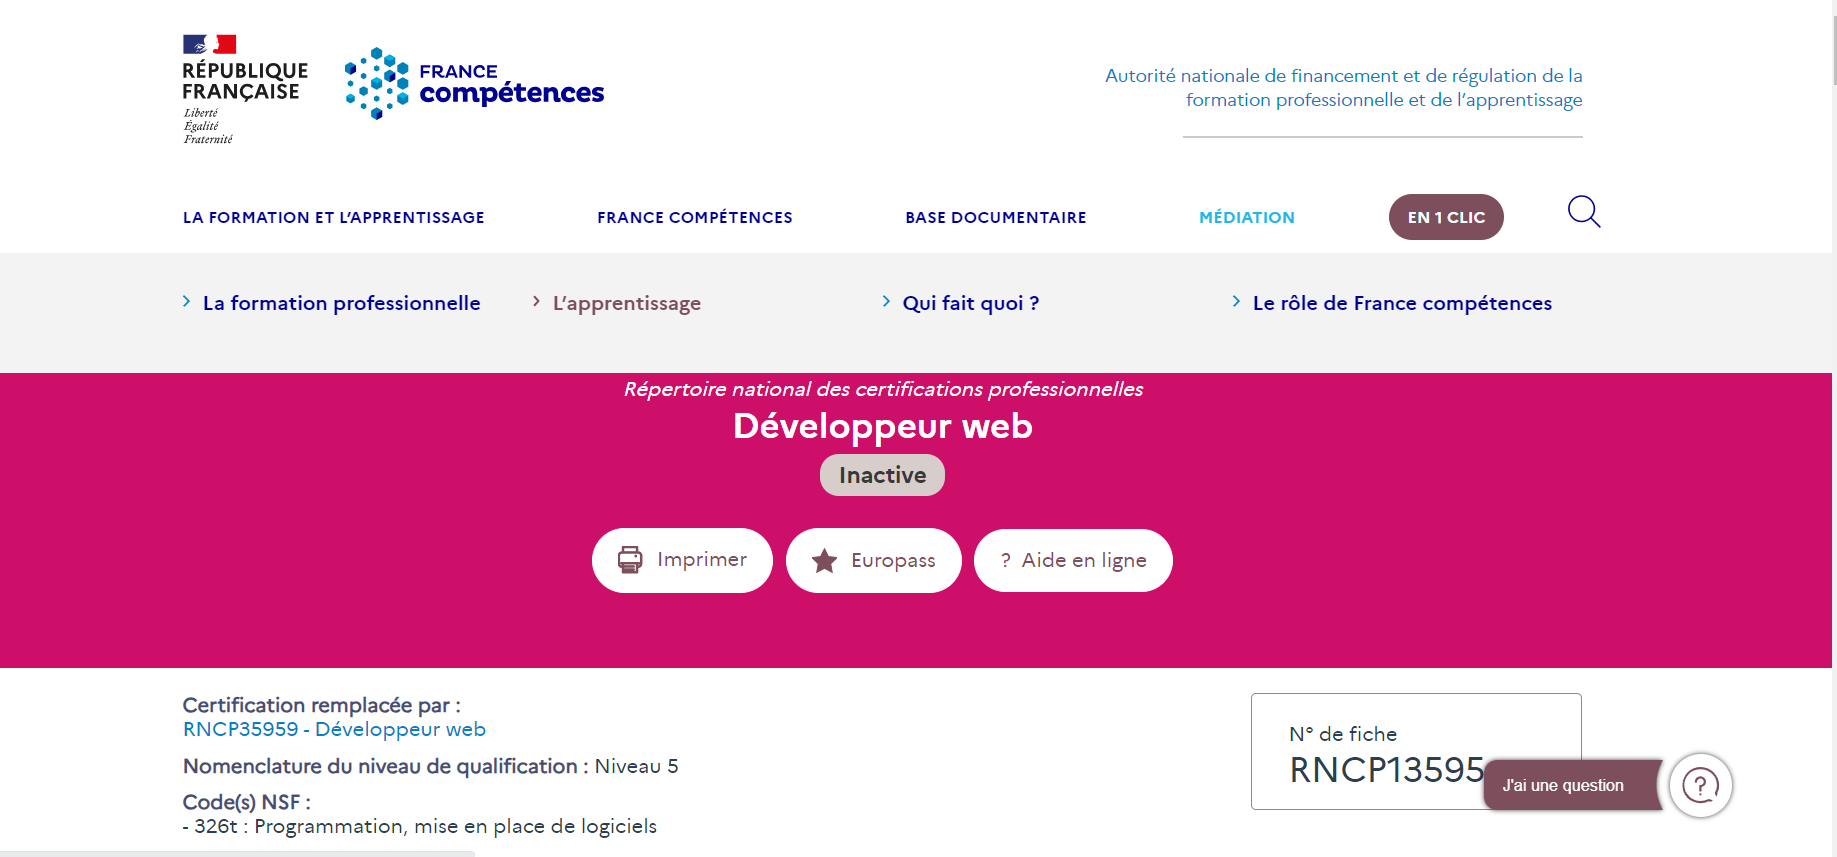 RÉPUBLIQUE
FRANÇAISE
Liberté
Égalité
Fraternité
FRANCE
compétences
Autorité nationale de financement et de régulation de la
formation professionnelle et de l’apprentissage
LA FORMATION ET L’APPRENTISSAGE
FRANCE COMPÉTENCES
BASE DOCUMENTAIRE
MÉDIATION
EN 1 CLIC
La formation professionnelle
L’apprentissage
Qui fait quoi ?
Le rôle de France compétences
Répertoire national des certifications professionnelles
Développeur web
Inactive
Imprimer
Europass
? Aide en ligne
Certification remplacée par :
RNCP35959 - Développeur web
Nomenclature du niveau de qualification : Niveau 5
Code(s) NSF :
- 326t : Programmation, mise en place de logiciels
N° de fiche
RNCP13595
J'ai une question